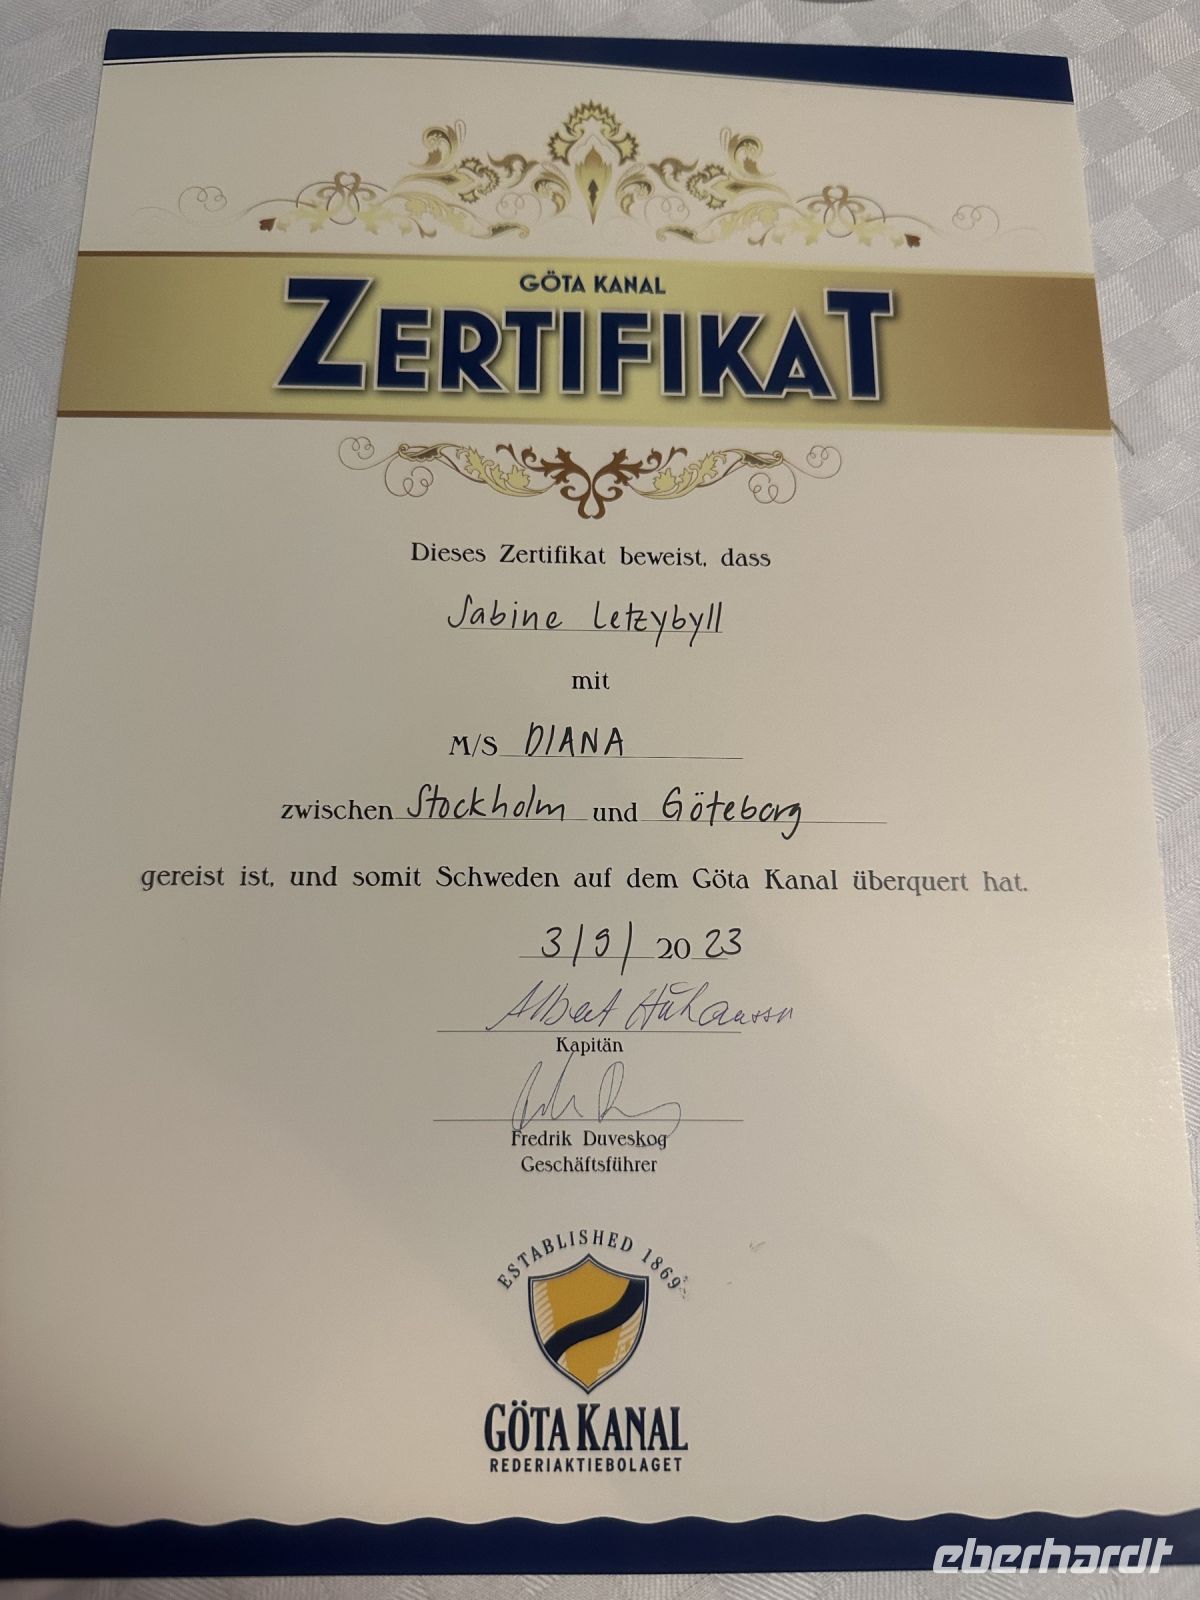 GÖTA KANAL
ZERTIFIKAT
Dieses Zertifikat beweist, dass
Sabine Letzybyll
mit
M/S DIANA
zwischen Stockholm und Göteborg
gereist ist, und somit Schweden auf dem Göta Kanal überquert hat.
3/9/2023
Albert
Kapitän
Fredrik Duveskog
Geschäftsführer
ESTABLISHED 1869
GÖTA KANAL
REDERIAKTIEBOLAGET
eberhardt